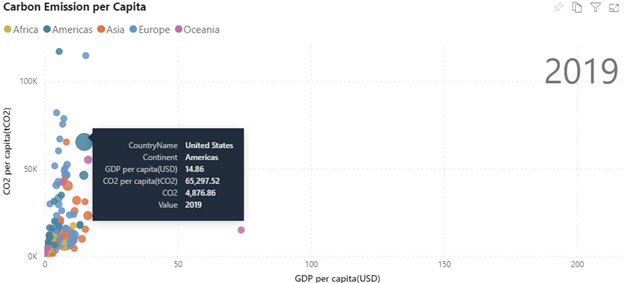 Carbon Emission per Capita
Africa Americas Asia Europe Oceania
2019
CO2 per capita(tCO2)
100K
50K
0K
CountryName United States
Continent Americas
GDP per capita(USD) 14.86
CO2 per capita(tCO2) 65,297.52
CO2 4,876.86
Value 2019
0 50 100 150 200
GDP per capita(USD)